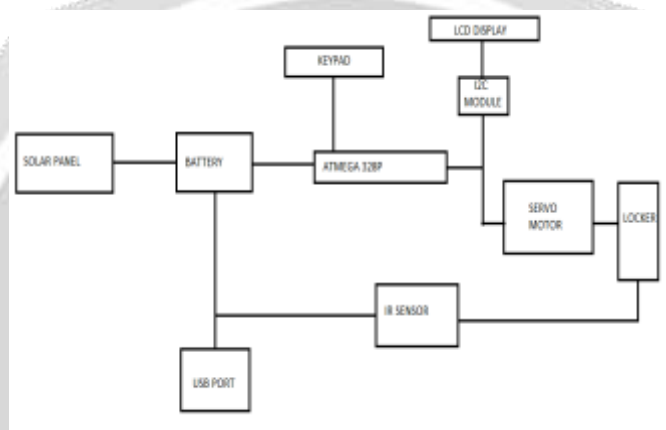 LCD DISPLAY
KEYPAD
I2C
MODULE
SOLAR PANEL
BATTERY
ATMEGA 328P
SERVO
MOTOR
LOCKER
IR SENSOR
USB PORT